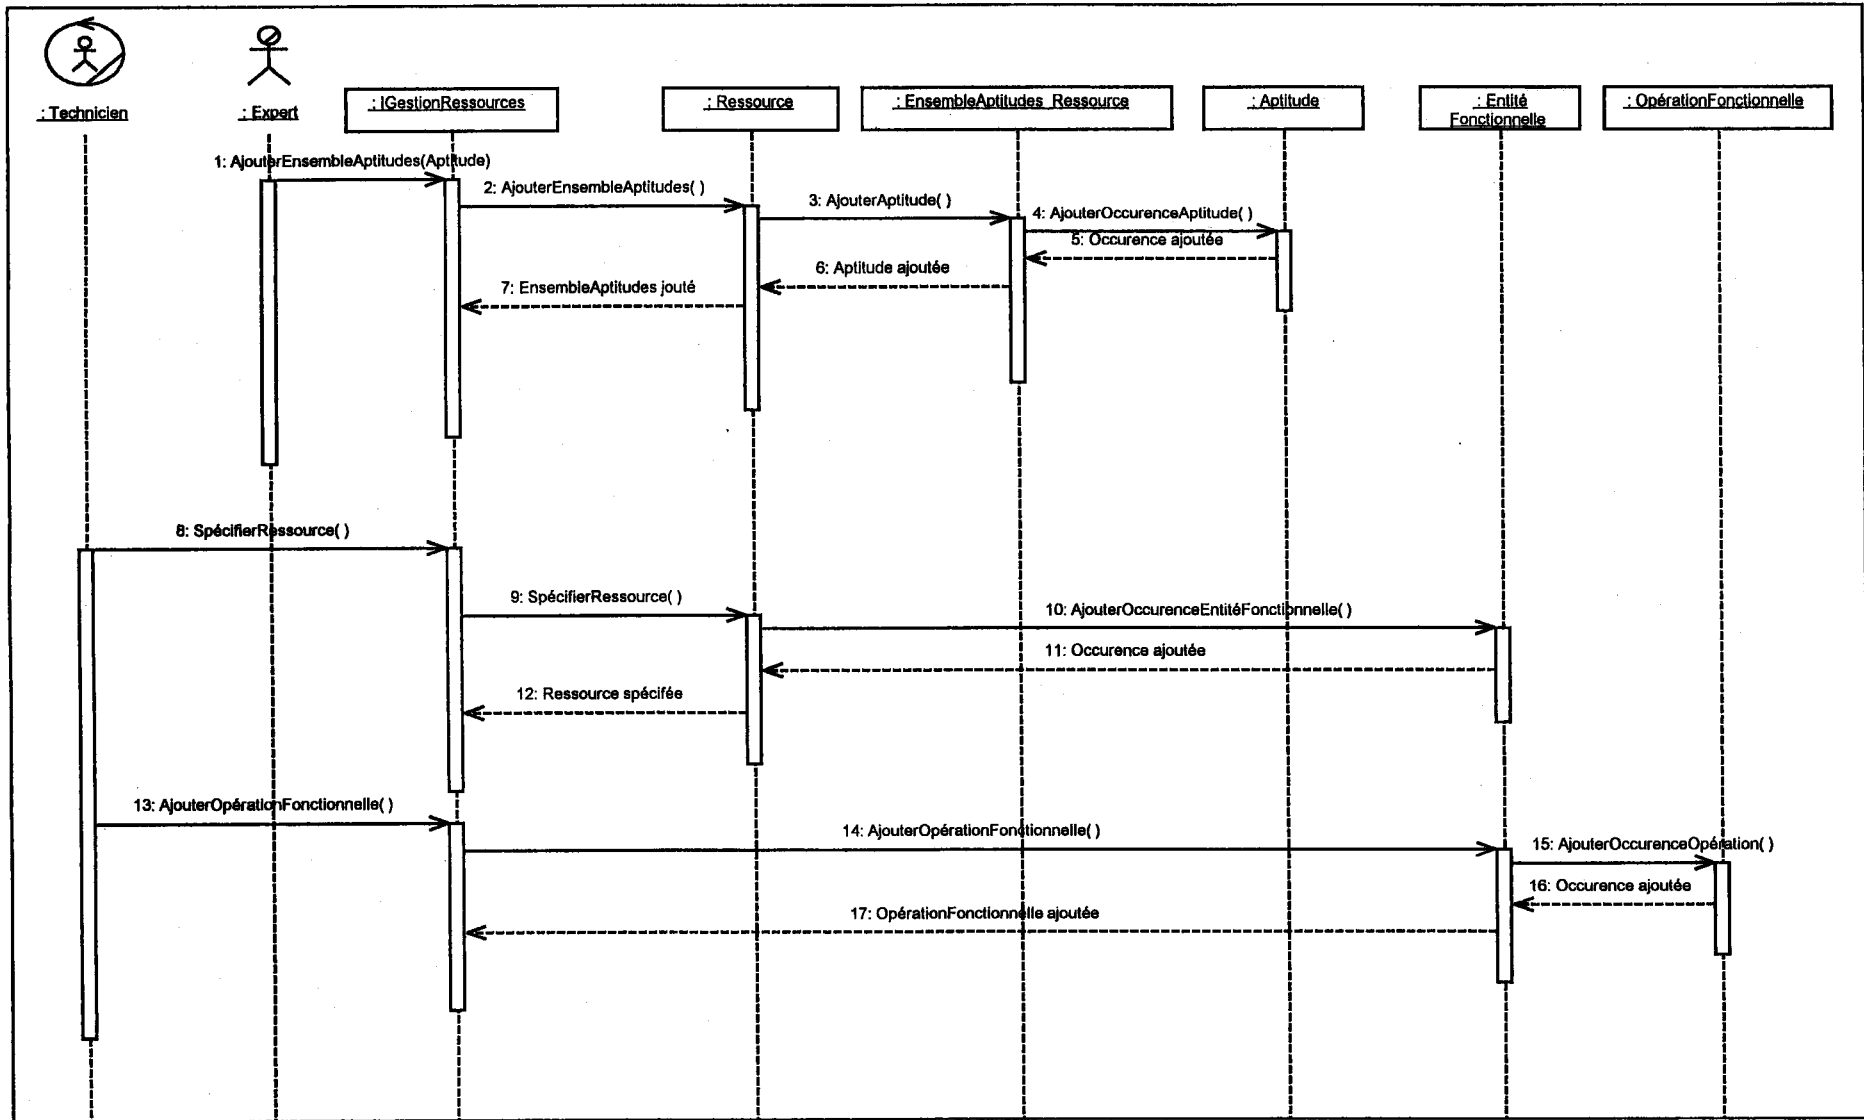 : Technicien
: Expert
: IGestionRessources
: Ressource
: EnsembleAptitudes_Ressource
: Aptitude
: Entité
Fonctionnelle
: OpérationFonctionnelle
1: AjouterEnsembleAptitudes(Aptitude)
2: AjouterEnsembleAptitudes( )
3: AjouterAptitude( )
4: AjouterOccurenceAptitude( )
5: Occurence ajoutée
6: Aptitude ajoutée
7: EnsembleAptitudes jouté
8: SpécifierRessource( )
9: SpécifierRessource( )
10: AjouterOccurenceEntitéFonctionnelle( )
11: Occurence ajoutée
12: Ressource spécifée
13: AjouterOpérationFonctionnelle( )
14: AjouterOpérationFonctionnelle( )
15: AjouterOccurenceOpération( )
16: Occurence ajoutée
17: OpérationFonctionnelle ajoutée